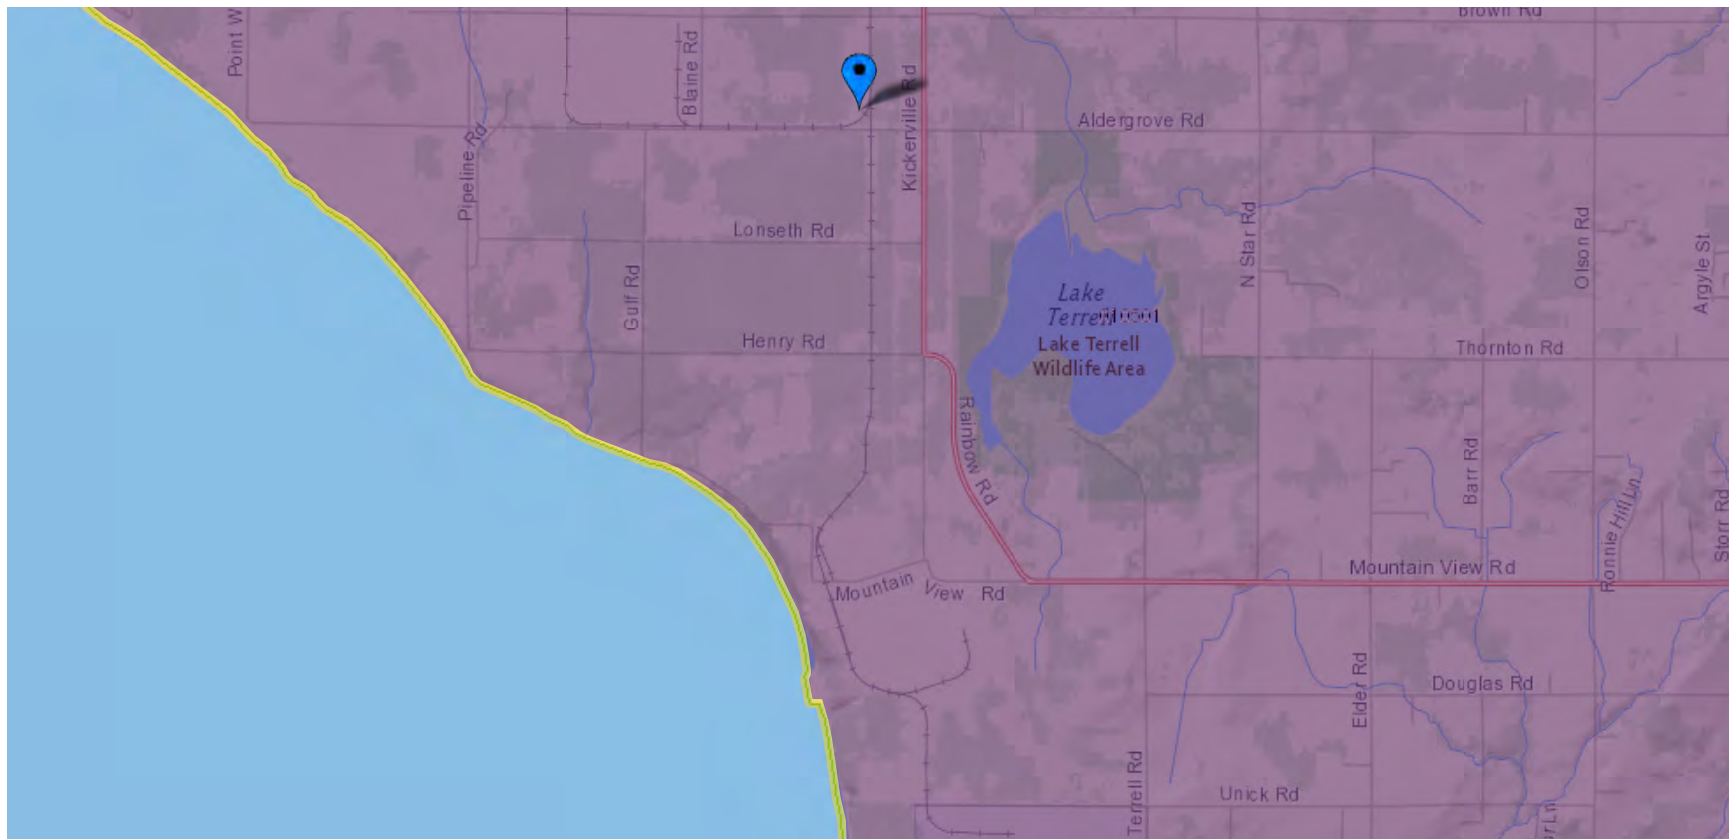 Brown Rd
Point W
Blaine Rd
Kickerville Rd
Aldergrove Rd
Pipeline Rd
Lonseth Rd
N Star Rd
Olson Rd
Argyle St
Gulf Rd
Lake
Terrell
Lake Terrell
Wildlife Area
Henry Rd
Thornton Rd
Rainbow Rd
Barr Rd
Ronnie Hill Ln
Storr Rd
Mountain View Rd
Mountain View Rd
Elder Rd
Douglas Rd
Terrell Rd
Unick Rd